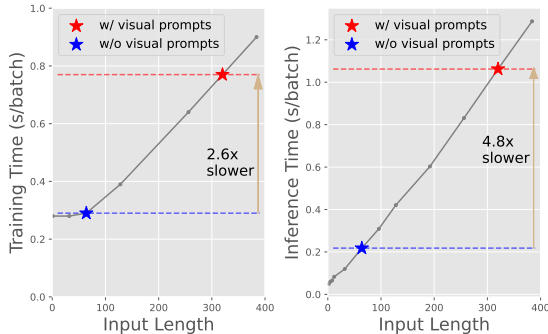 w/ visual prompts
w/o visual prompts
2.6x
slower
Training Time (s/batch)
1.0
0.8
0.6
0.4
0.2
0.0
0
100
200
300
400
Input Length
w/ visual prompts
w/o visual prompts
4.8x
slower
Inference Time (s/batch)
1.2
1.0
0.8
0.6
0.4
0.2
0.0
0
100
200
300
400
Input Length